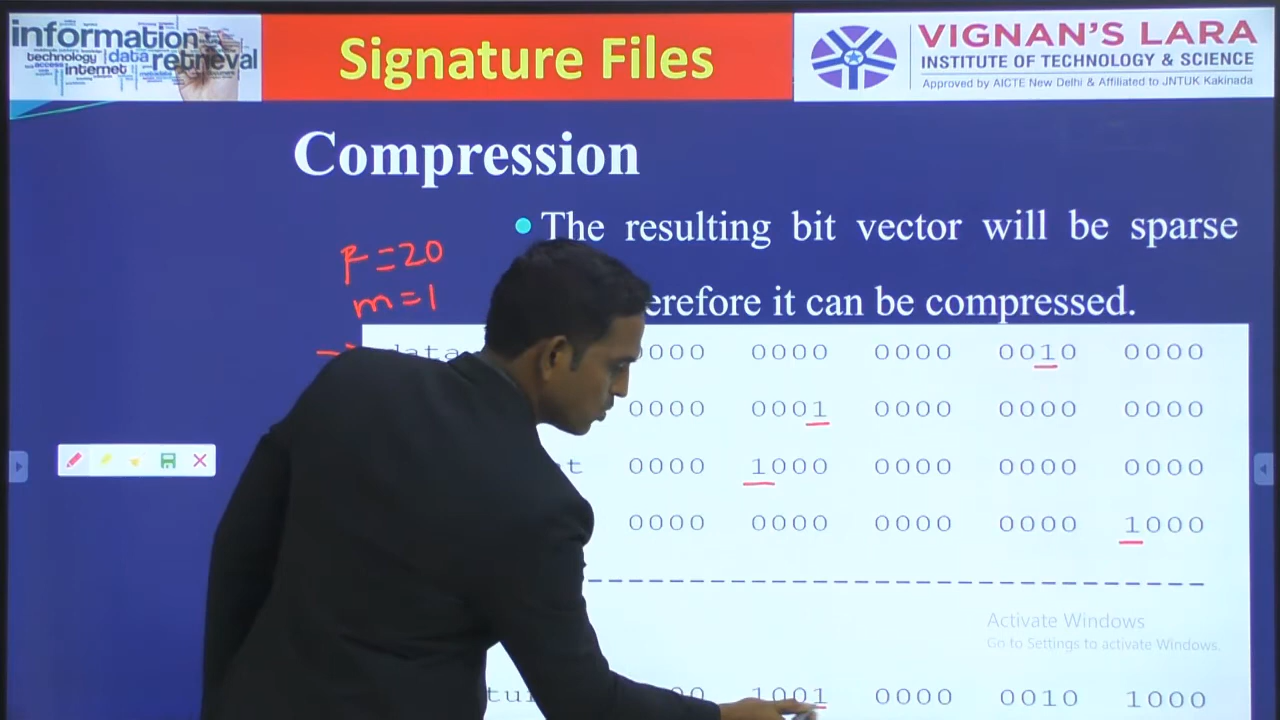 information
technology data retrieval
internet
Signature Files
VIGNAN'S LARA
INSTITUTE OF TECHNOLOGY & SCIENCE
Approved by AICTE New Delhi & Affiliated to JNTUK Kakinada
Compression
The resulting bit vector will be sparse
erefore it can be compressed.
F=20
m=1
data 0000 0000 0000 0010 0000
0000 0001 0000 0000 0000
t 0000 1000 0000 0000 0000
0000 0000 0000 0000 1000
Activate Windows
Go to Settings to activate Windows.
tu 00 1001 0000 0010 1000